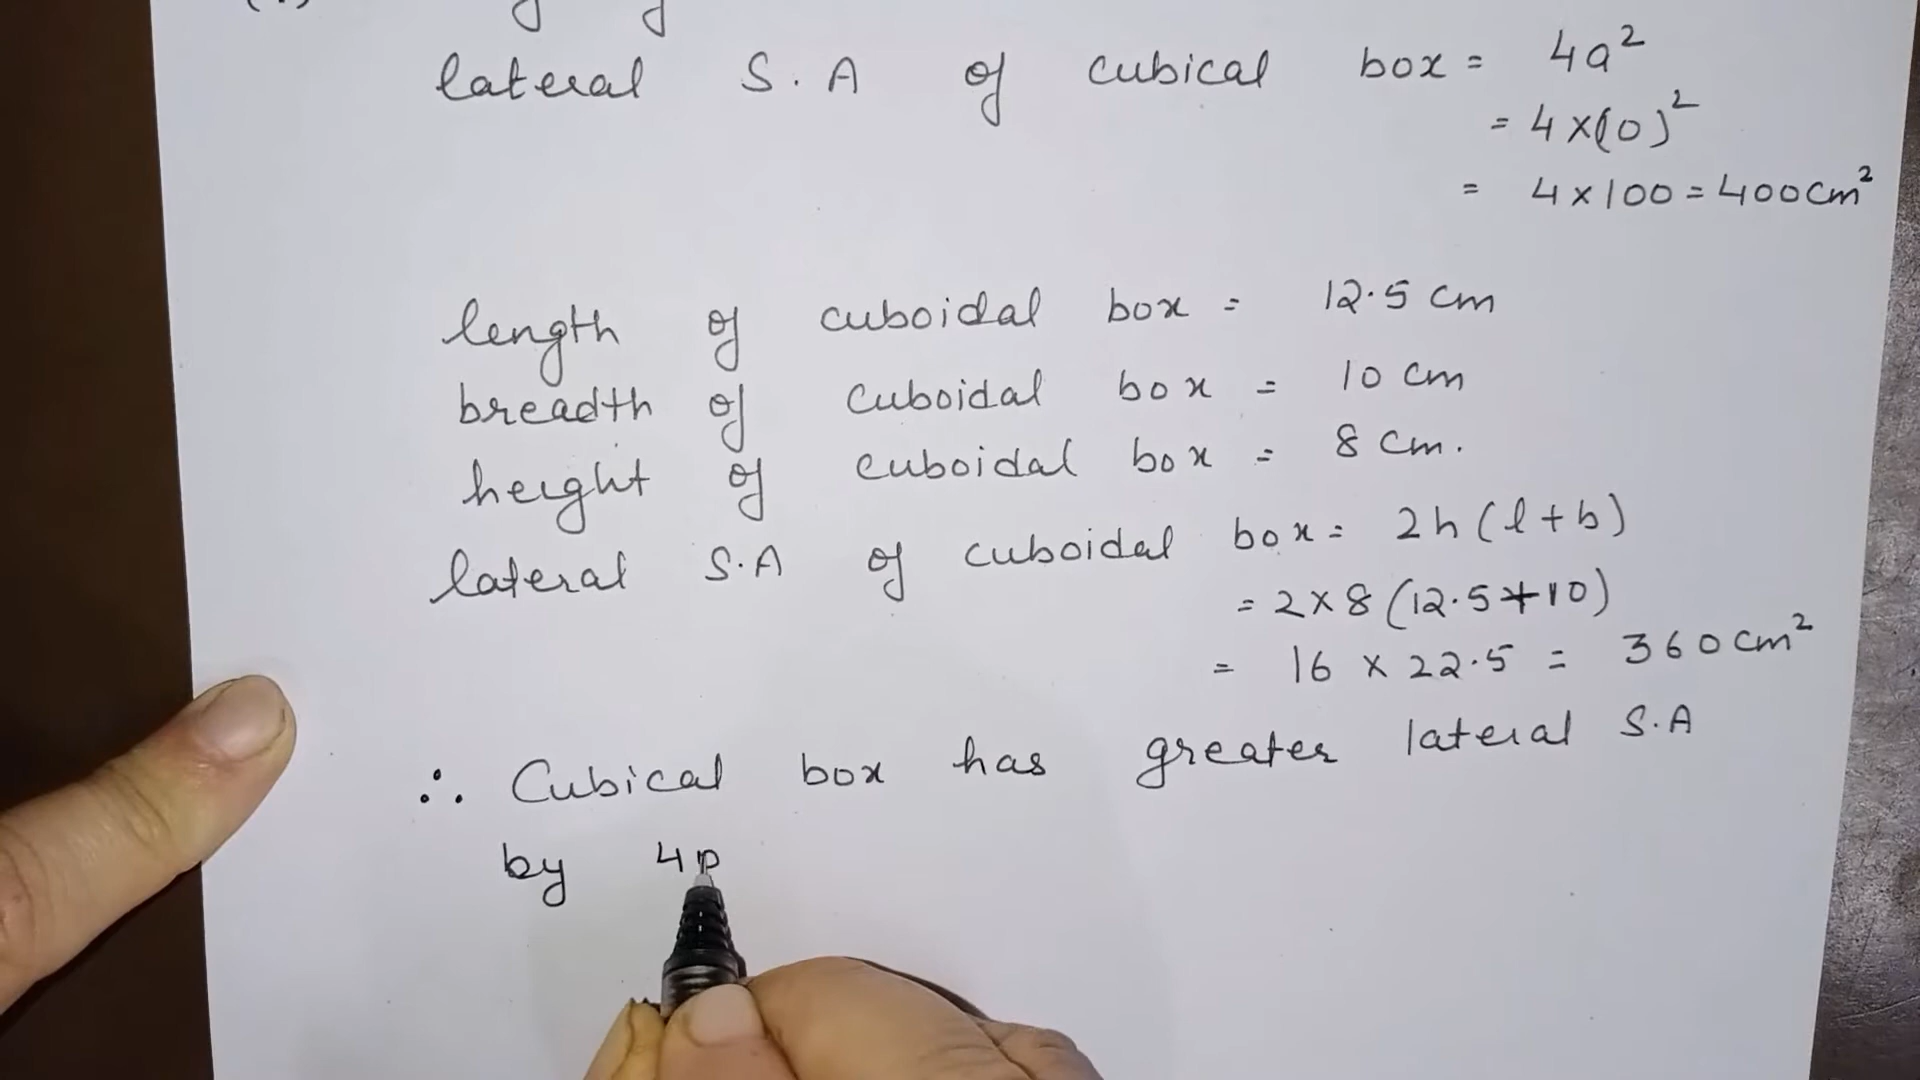 lateral S.A of cubical box = 4a²
= 4×(10)²
= 4×100 = 400cm²
length of cuboidal box = 12.5 cm
breadth of cuboidal box = 10 cm
height of cuboidal box = 8 cm.
lateral S.A of cuboidal box = 2h(l+b)
= 2×8(12.5+10)
= 16 × 22.5 = 360cm²
∴ Cubical box has greater lateral S.A
by 40